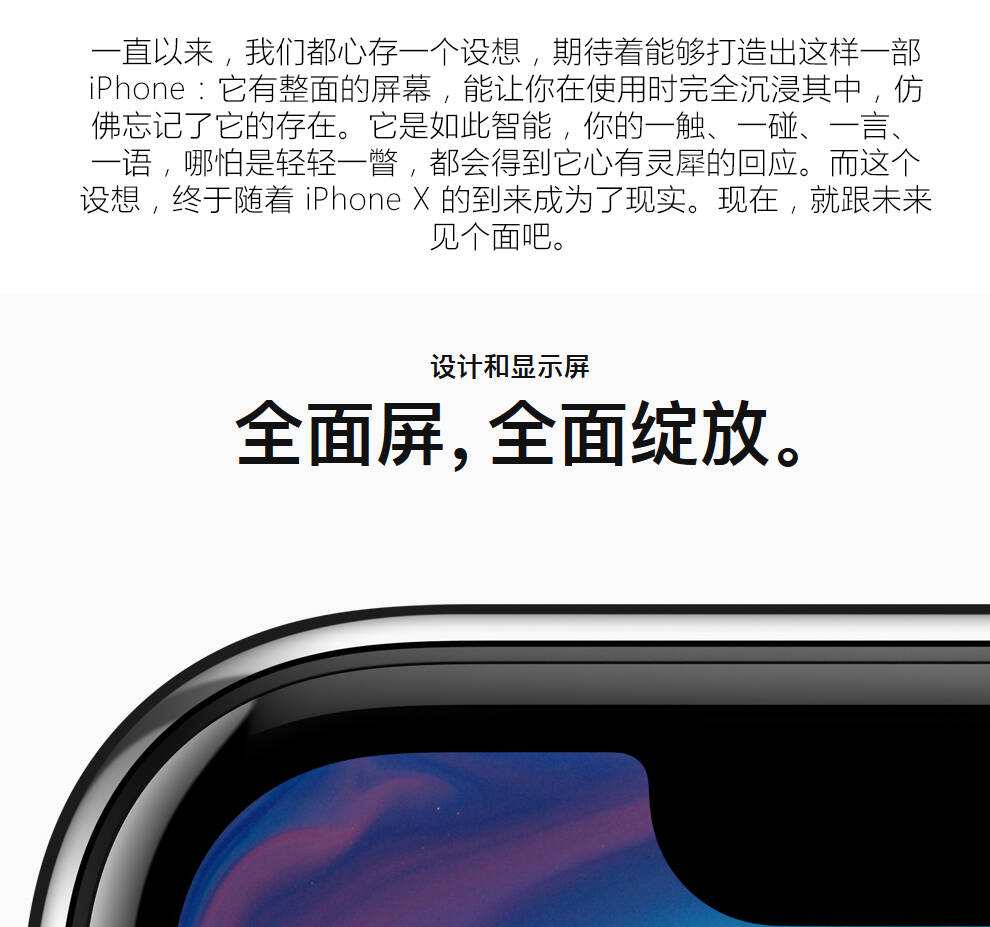 一直以来，我们都心存一个设想，期待着能够打造出这样一部
iPhone：它有整面的屏幕，能让你在使用时完全沉浸其中，仿
佛忘记了它的存在。它是如此智能，你的一触、一碰、一言、
一语，哪怕是轻轻一瞥，都会得到它心有灵犀的回应。而这个
设想，终于随着 iPhone X 的到来成为了现实。现在，就跟未来
见个面吧。
设计和显示屏
全面屏，全面绽放。